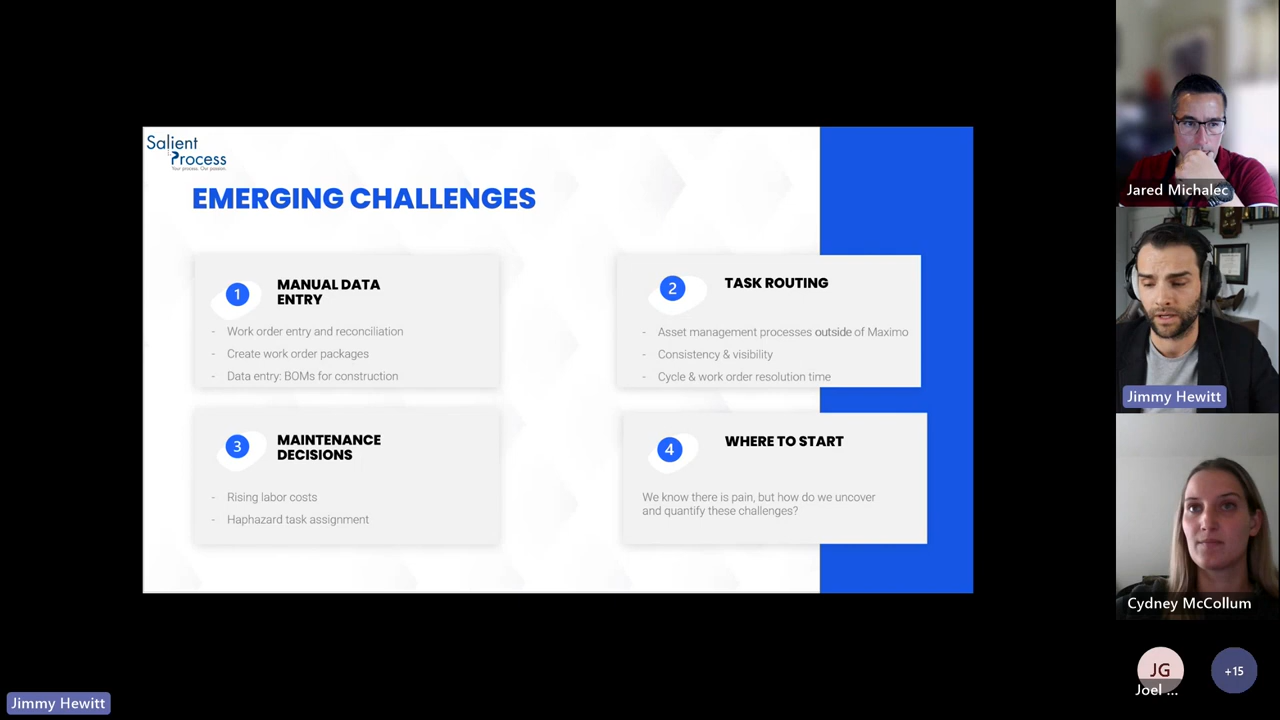 Salient
Process
Your process. Our passion.
EMERGING CHALLENGES
1
MANUAL DATA
ENTRY
- Work order entry and reconciliation
- Create work order packages
- Data entry: BOMs for construction
2
TASK ROUTING
- Asset management processes outside of Maximo
- Consistency & visibility
- Cycle & work order resolution time
3
MAINTENANCE
DECISIONS
- Rising labor costs
- Haphazard task assignment
4
WHERE TO START
We know there is pain, but how do we uncover
and quantify these challenges?
Jared Michalec
Jimmy Hewitt
Cydney McCollum
JG
Joel ...
+15
Jimmy Hewitt